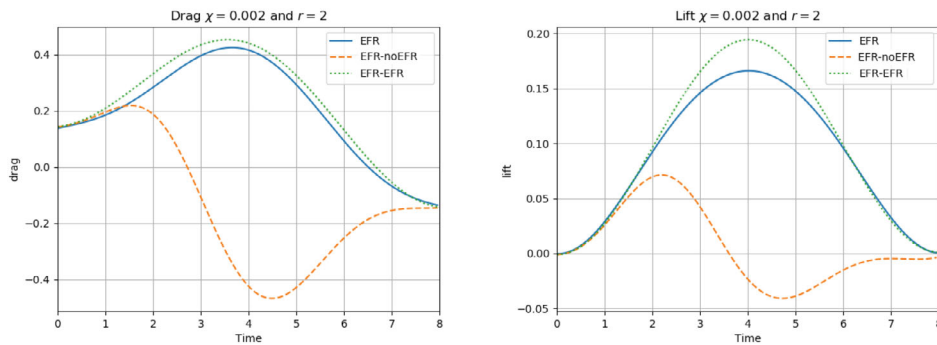 Drag χ = 0.002 and r = 2
0.4
0.2
0.0
−0.2
−0.4
drag
0
1
2
3
4
5
6
7
8
Time
EFR
EFR-noEFR
EFR-EFR
Lift χ = 0.002 and r = 2
0.20
0.15
0.10
0.05
0.00
−0.05
lift
0
1
2
3
4
5
6
7
8
Time
EFR
EFR-noEFR
EFR-EFR